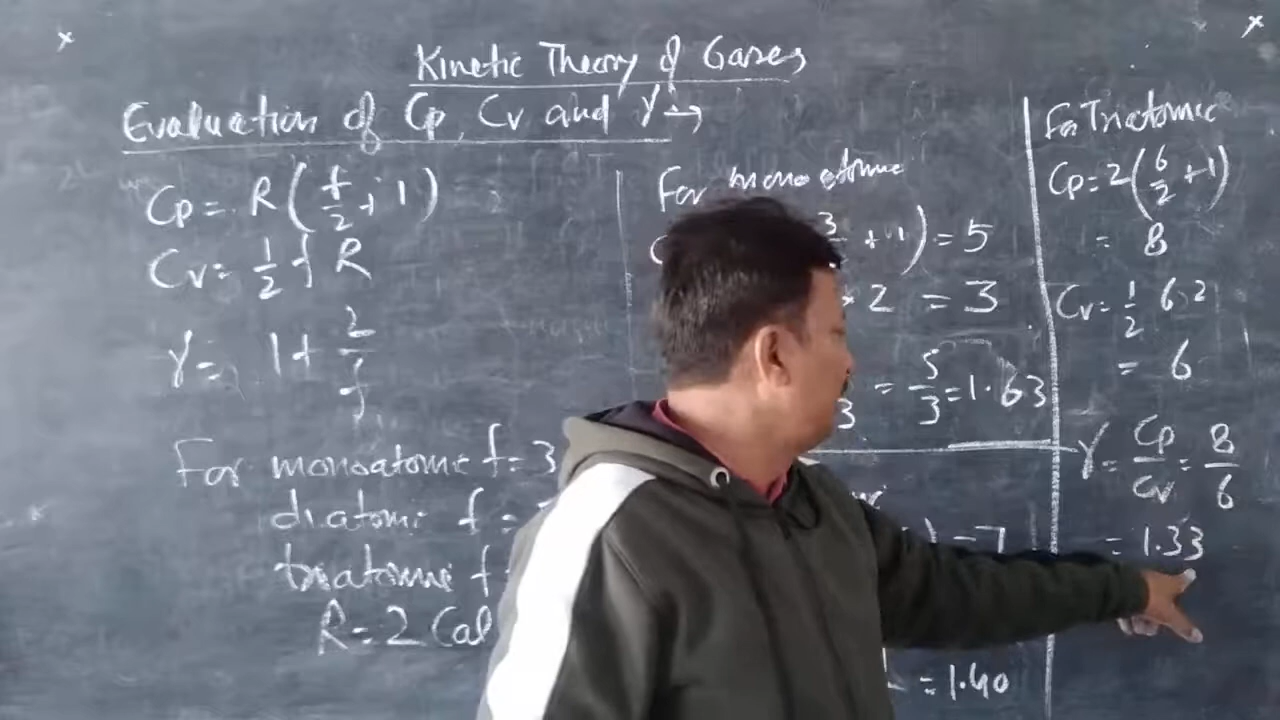 Kinetic Theory of Gases
Evaluation of Cp, Cv and γ→
Cp = R(f/2 + 1)
Cv = 1/2 f R
γ = 1 + 2/f
For monoatomic f = 3
diatomi f =
triatomic f
R = 2 Cal
For monoatomic
3 + 1) = 5
× 2 = 3
3 = 5/3 = 1.63
) = 7
= 1.40
For Triatomic
Cp = 2(6/2 + 1)
= 8
Cv = 1/2 6 2
= 6
γ = Cp/Cv = 8/6
= 1.33